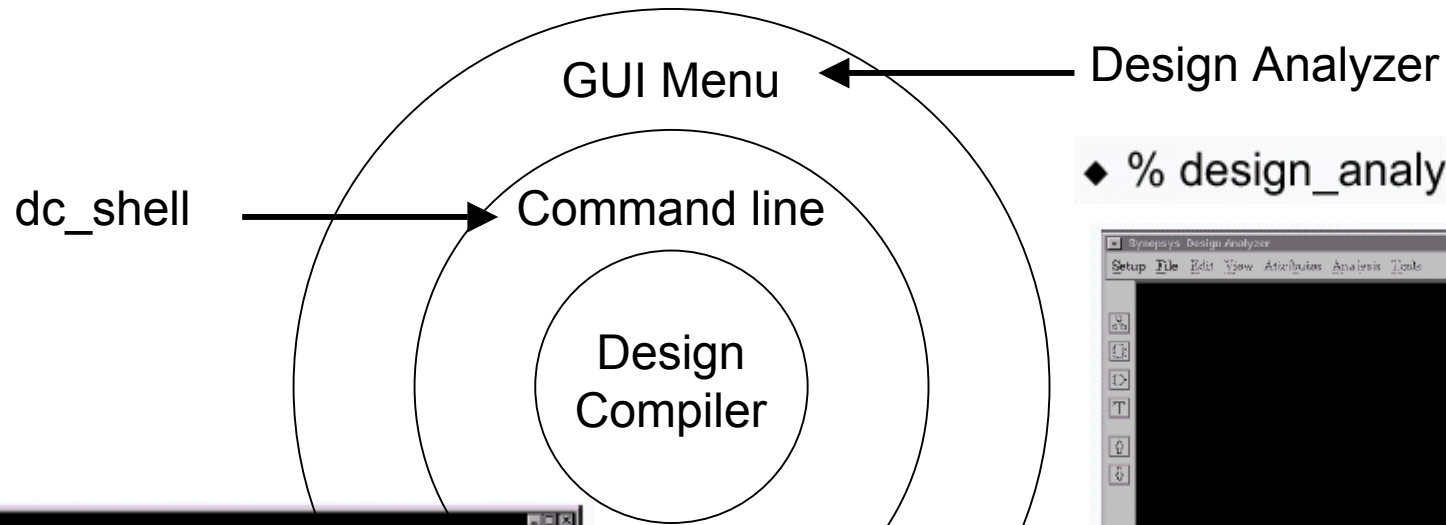 GUI Menu
Design Analyzer
◆ % design_analy
dc_shell
Command line
Synopsys Design Analyzer
Setup File Edit View Attributes Analysis Tools
Design
Compiler
T